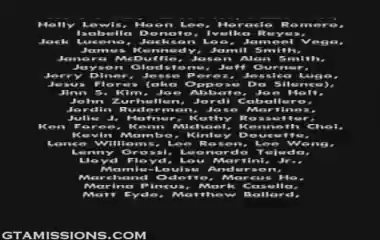 Holly Lewis, Hoon Lee, Horacio Romero,
Isabella Donato, Ivelka Reyes,
Jack Luceno, Jackson Loo, Jameel Vega,
James Kennedy, Jamil Smith,
Janora McDuffie, Jason Alan Smith,
Jayson Gladstone, Jeff Gurner,
Jerry Diner, Jesse Perez, Jessica Lugo,
Jesus flores (aka Oppose Da Silence),
Jinn S. Kim, Joe Abbate, Joe Holt,
John Zurhellen, Jordi Caballero,
Jordin Ruderman, Jose Martinez,
Julie J. Hafner, Kathy Rossetter,
Ken Foree, Kenn Michael, Kenneth Choi,
Kevin Mambo, Kinley Doucette,
Lance Williams, Lee Rosen, Lee Wong,
Lenny Grossi, Leonardo Tejeda,
Lloyd Floyd, Lou Martini, Jr.,
Mamie-Louise Anderson,
Marchand Odette, Marcus Ho,
Marina Pincus, Mark Casella,
Matt Eyde, Matthew Ballard,
GTAMISSIONS.COM